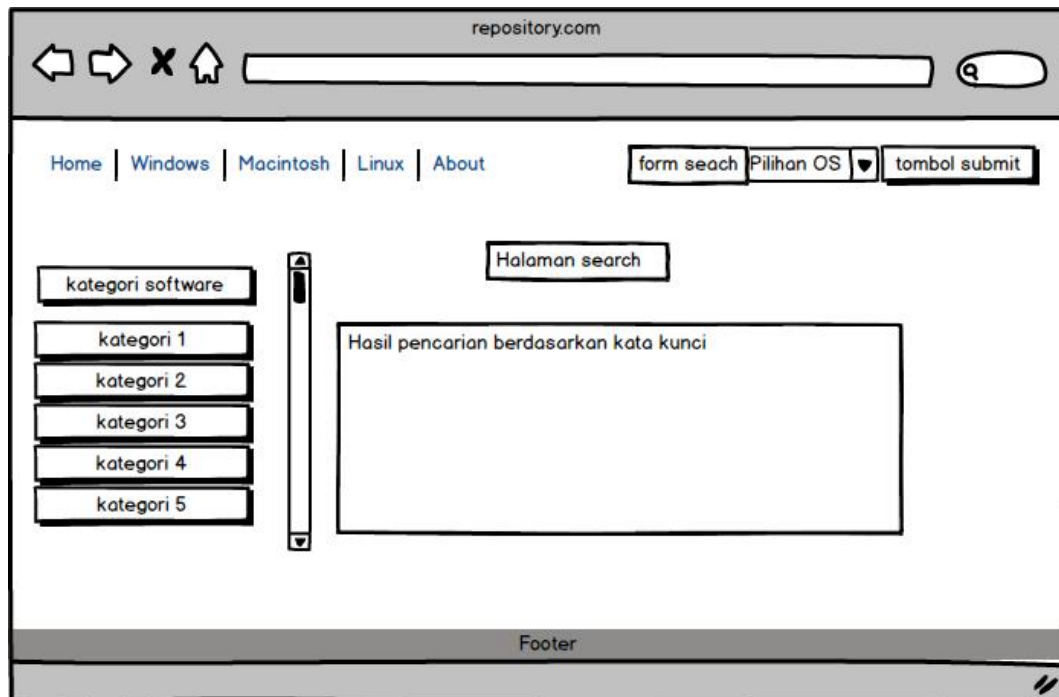 repository.com
Home Windows Macintosh Linux About form seach Pilihan OS tombol submit
Halaman search
kategori software
kategori 1
Hasil pencarian berdasarkan kata kunci
kategori 2
kategori 3
kategori 4
kategori 5
Footer